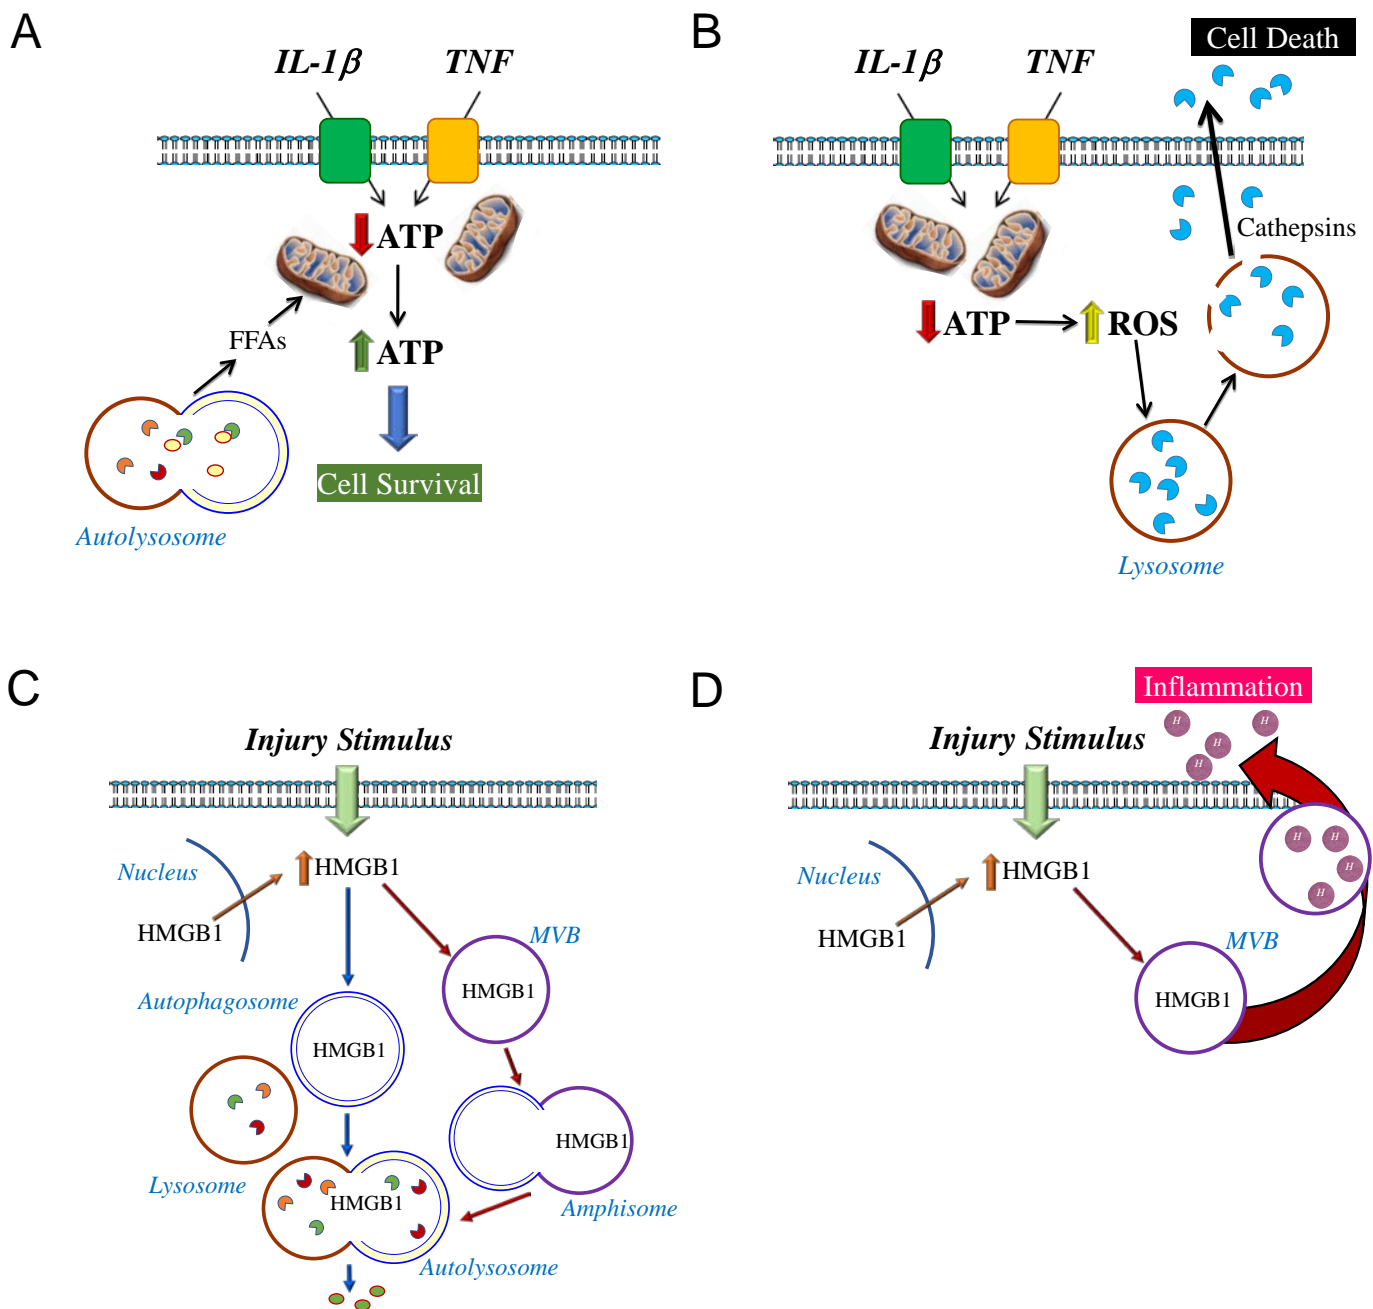 A
IL-1β TNF
ATP
FFAs
ATP
Cell Survival
Autolysosome
B
Cell Death
IL-1β TNF
Cathepsins
ATP ROS
Lysosome
C
Injury Stimulus
Nucleus
HMGB1
HMGB1
MVB
HMGB1
Autophagosome
HMGB1
HMGB1
Lysosome
HMGB1
Amphisome
Autolysosome
D
Inflammation
H H
H
H
Injury Stimulus
H H
H
H
Nucleus
HMGB1
HMGB1
MVB
HMGB1